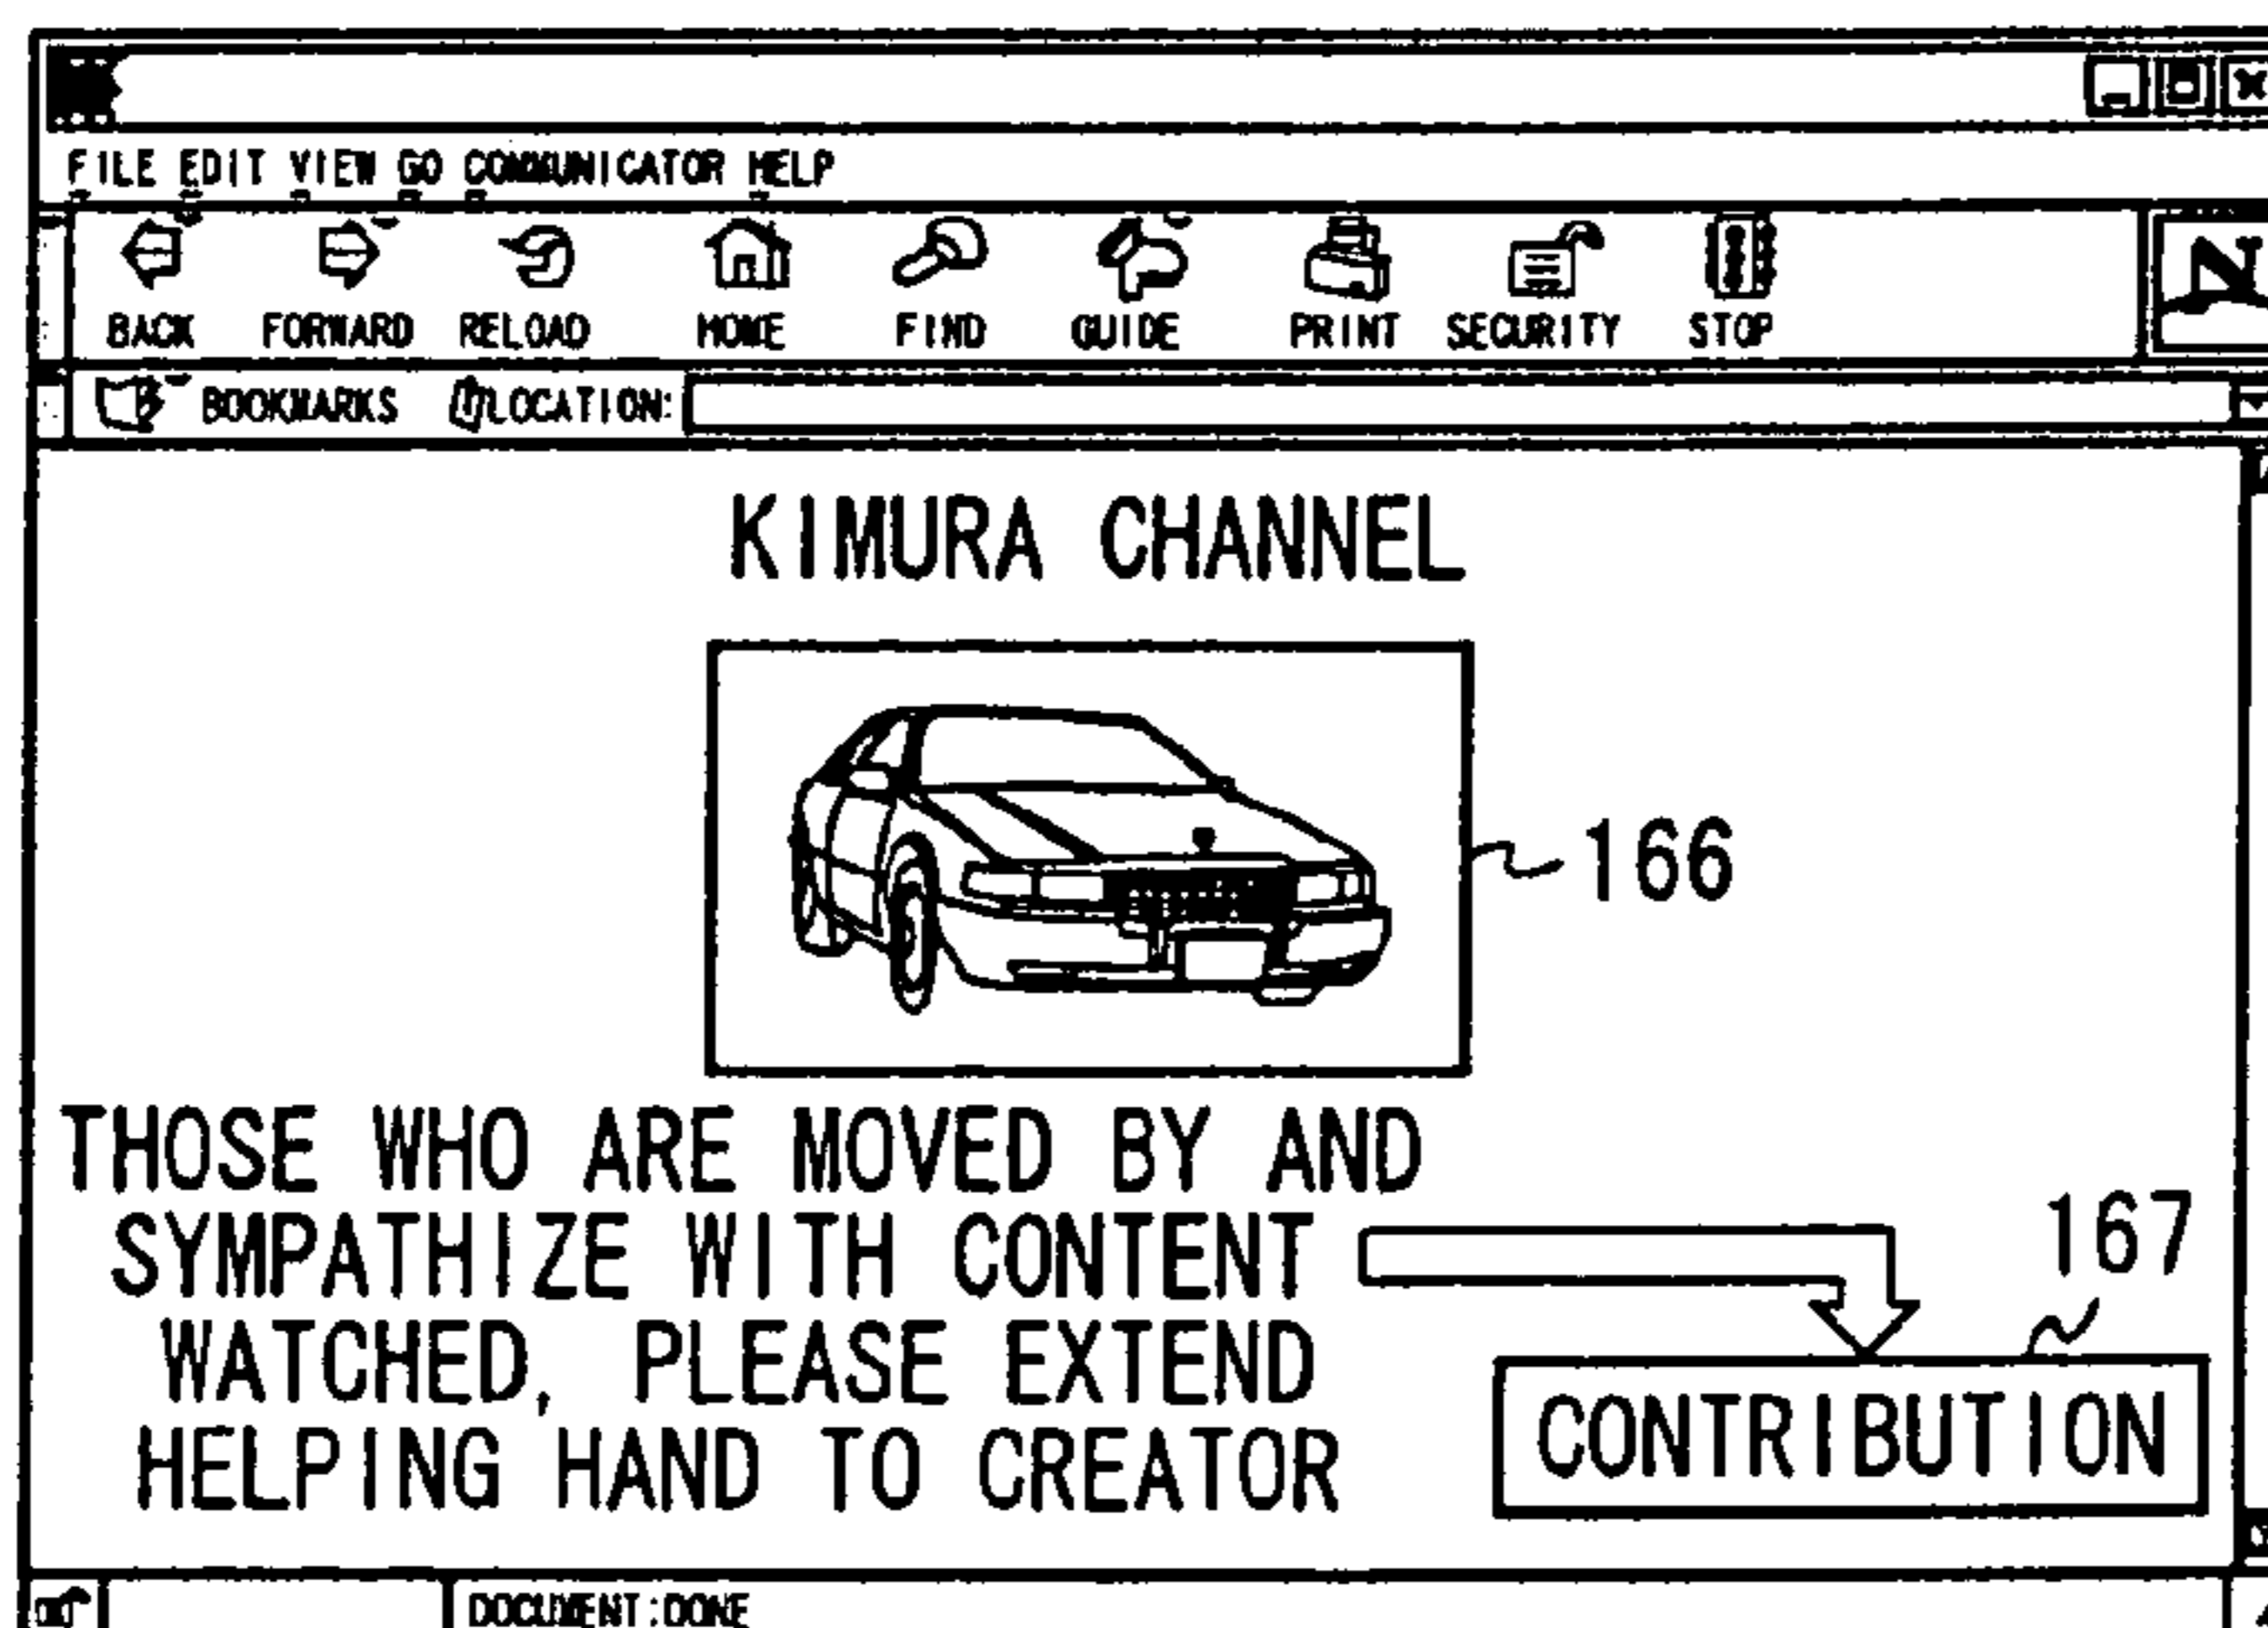 FILE EDIT VIEW GO COMMUNICATOR HELP
BACK FORWARD RELOAD HOME FIND GUIDE PRINT SECURITY STOP
N
BOOKMARKS LOCATION:
KIMURA CHANNEL
166
THOSE WHO ARE MOVED BY AND
SYMPATHIZE WITH CONTENT
WATCHED, PLEASE EXTEND
HELPING HAND TO CREATOR
167
CONTRIBUTION
DOCUMENT:DONE